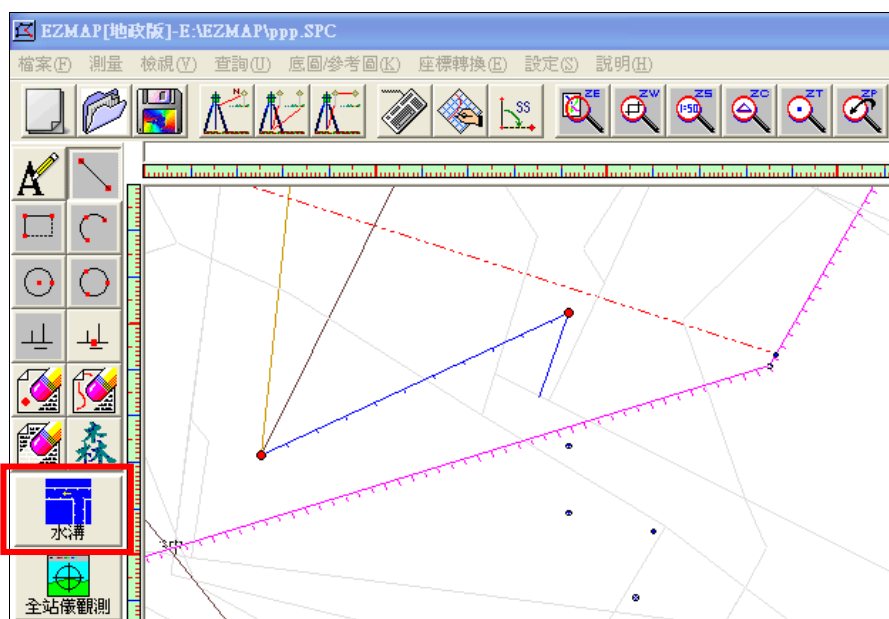 EZMAP[地政版]-E:\EZMAP\ppp.SPC
檔案(F) 測量 檢視(V) 查詢(U) 底圖/參考圖(K) 座標轉換(E) 設定(S) 說明(H)
N SS ZE ZW 1=50 ZS ZC ZT ZP
A
森
水溝
全站儀觀測